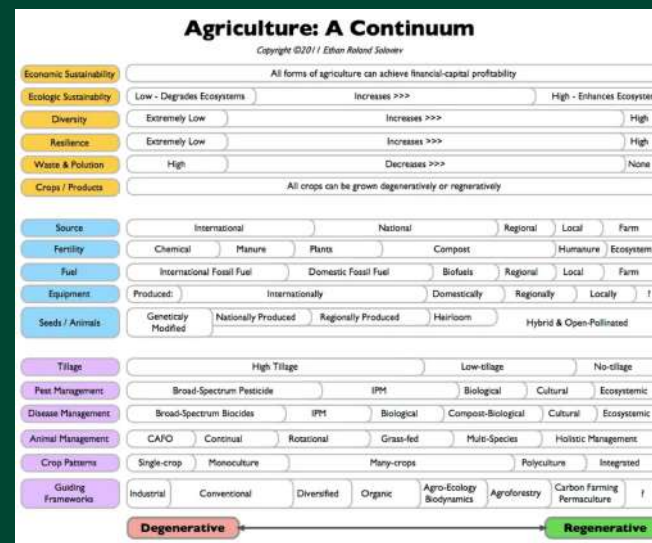 Agriculture: A Continuum
Copyright ©2011 Ethan Roland Soloviev
Economic Sustainability All forms of agriculture can achieve financial-capital profitability
Ecologic Sustainability Low - Degrades Ecosystems Increases >>> High - Enhances Ecosystem
Diversity Extremely Low Increases >>> High
Resilience Extremely Low Increases >>> High
Waste & Polution High Decreases >>> None
Crops / Products All crops can be grown degeneratively or regneratively
Source International National Regional Local Farm
Fertility Chemical Manure Plants Compost Humanure Ecosystem
Fuel International Fossil Fuel Domestic Fossil Fuel Biofuels Regional Local Farm
Equipment Produced: Internationally Domestically Regionally Locally
Seeds / Animals Geneticaly Modified Nationally Produced Regionally Produced Heirloom Hybrid & Open-Pollinated
Tillage High Tillage Low-tillage No-tillage
Pest Management Broad-Spectrum Pesticide IPM Biological Cultural Ecosystemic
Disease Management Broad-Spectrum Biocides IPM Biological Compost-Biological Cultural Ecosystemic
Animal Management CAFO Continual Rotational Grass-fed Multi-Species Holistic Management
Crop Patterns Single-crop Monoculture Many-crops Polyculture Integrated
Guiding Frameworks Industrial Conventional Diversified Organic Agro-Ecology Biodynamics Agroforestry Carbon Farming Permaculture ?
Degenerative Regenerative